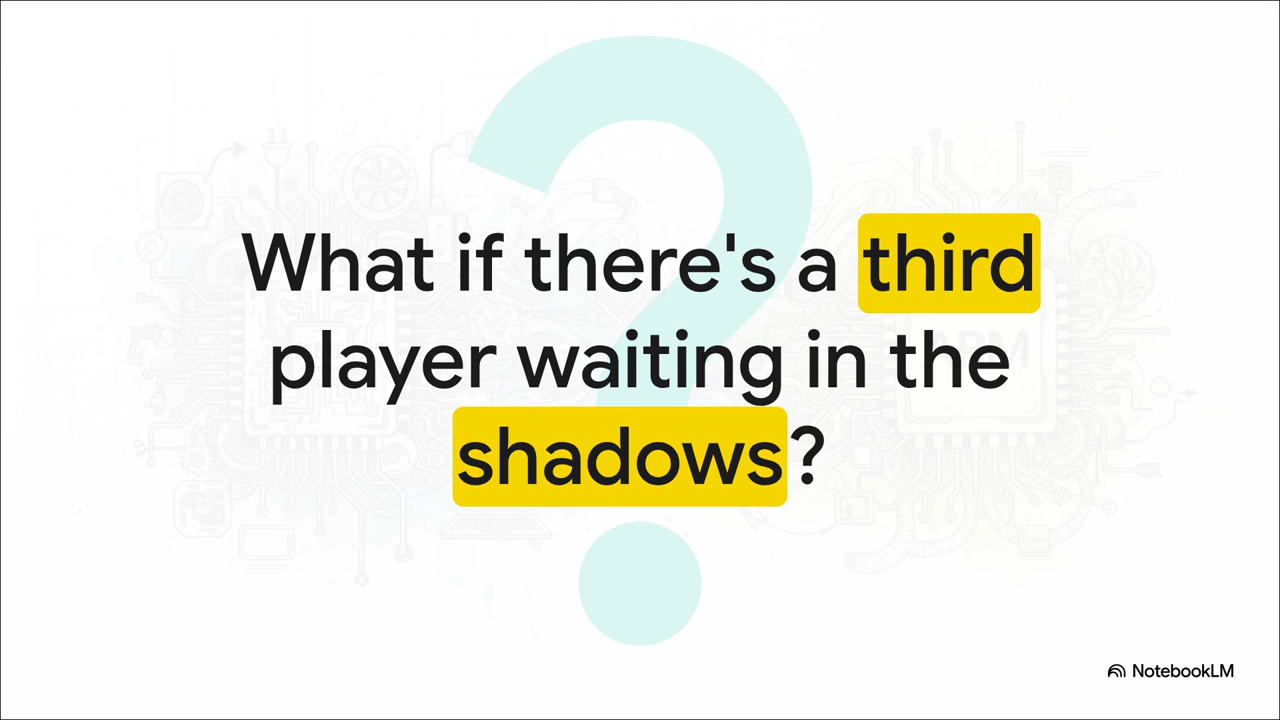 What if there's a third
player waiting in the
shadows?
NotebookLM